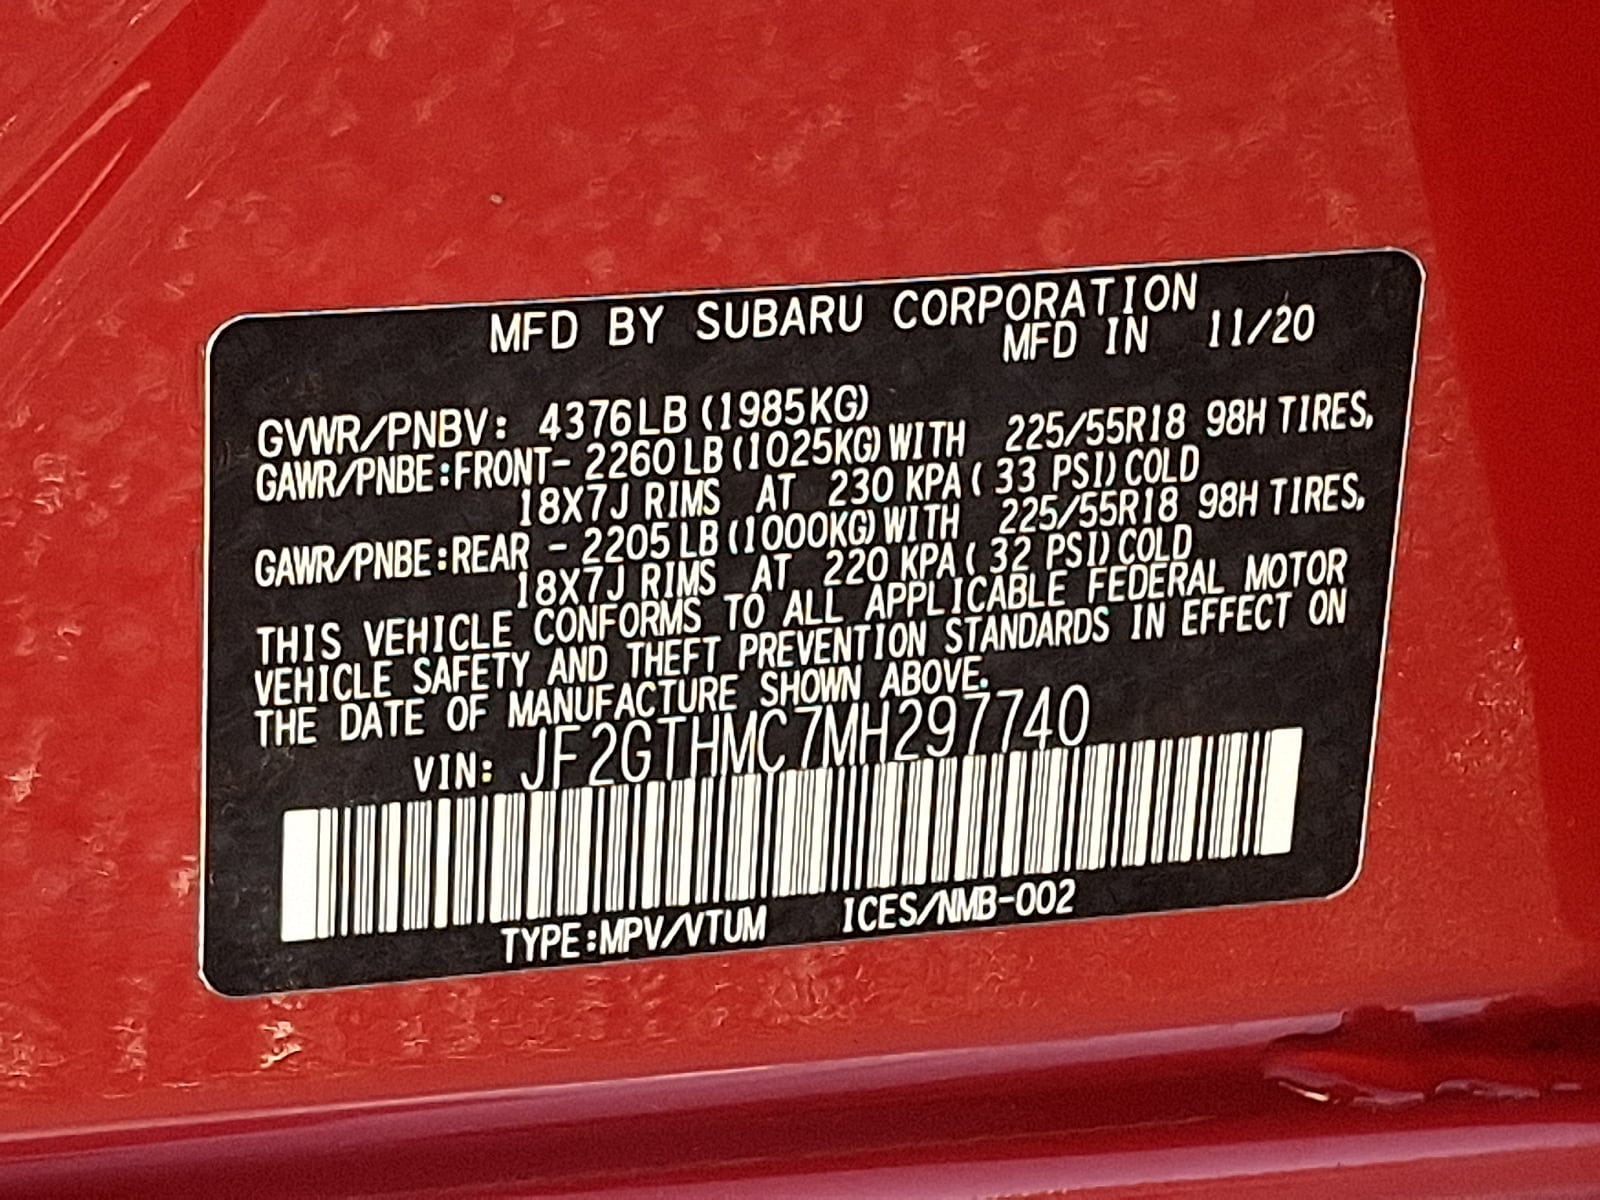 MFD BY SUBARU CORPORATION
MFD IN 11/20
GVWR/PNBV: 4376LB (1985KG)
GAWR/PNBE:FRONT- 2260LB (1025KG)WITH 225/55R18 98H TIRES,
18X7J RIMS AT 230 KPA ( 33 PSI)COLD
GAWR/PNBE:REAR - 2205LB (1000KG)WITH 225/55R18 98H TIRES,
18X7J RIMS AT 220 KPA ( 32 PSI)COLD
THIS VEHICLE CONFORMS TO ALL APPLICABLE FEDERAL MOTOR
VEHICLE SAFETY AND THEFT PREVENTION STANDARDS IN EFFECT ON
THE DATE OF MANUFACTURE SHOWN ABOVE.
VIN: JF2GTHMC7MH297740
TYPE:MPV/VTUM ICES/NMB-002